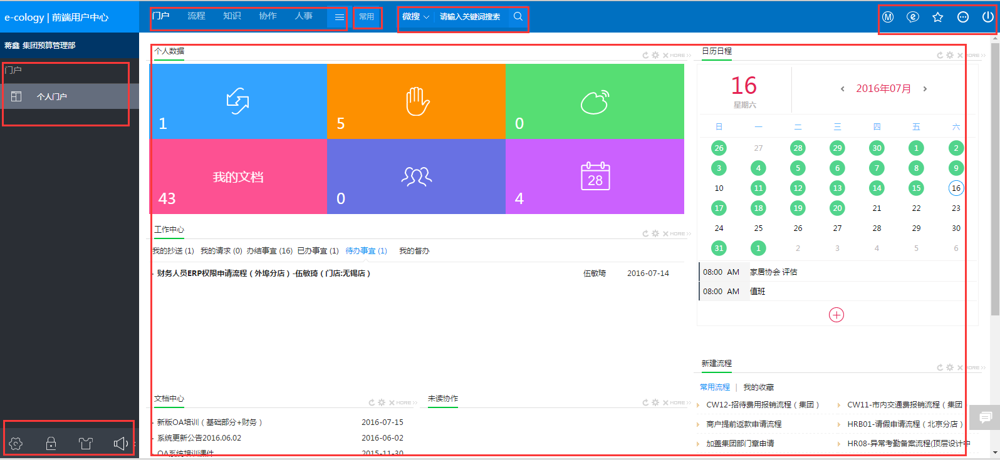 e-cology | 前端用户中心
门户 流程 知识 协作 人事 常用 微搜 请输入关键词搜索
蒋鑫 集团预算管理部
门户
个人门户
个人数据
MORE
1
5
0
我的文档
43
0
28
4
工作中心
MORE
我的抄送 (1) 我的请求 (0) 办结事宜 (16) 已办事宜 (1) 待办事宜 (1) 我的督办
财务人员ERP权限申请流程（外埠分店）-伍敏琦（门店:无锡店） 伍敏琦 2016-07-14
文档中心
MORE
新版OA培训（基础部分+财务） 2016-07-15
系统更新公告2016.06.02 2016-06-02
OA系统培训课件 2015-11-30
未读协作
MORE
日历日程
MORE
16
星期六
2016年07月
日 一 二 三 四 五 六
26 27 28 29 30 1 2
3 4 5 6 7 8 9
10 11 12 13 14 15 16
17 18 19 20 21 22 23
24 25 26 27 28 29 30
31 1 2 3 4 5 6
08:00 AM 家居协会 评估
08:00 AM 值班
新建流程
MORE
常用流程 | 我的收藏
CW12-招待费用报销流程（集团） CW11-市内交通费报销流程（集团
商户提前返款申请流程 HRB01-请假申请流程（北京分店）
加盖集团部门章申请 HR08-异常考勤备案流程(顶层设计中